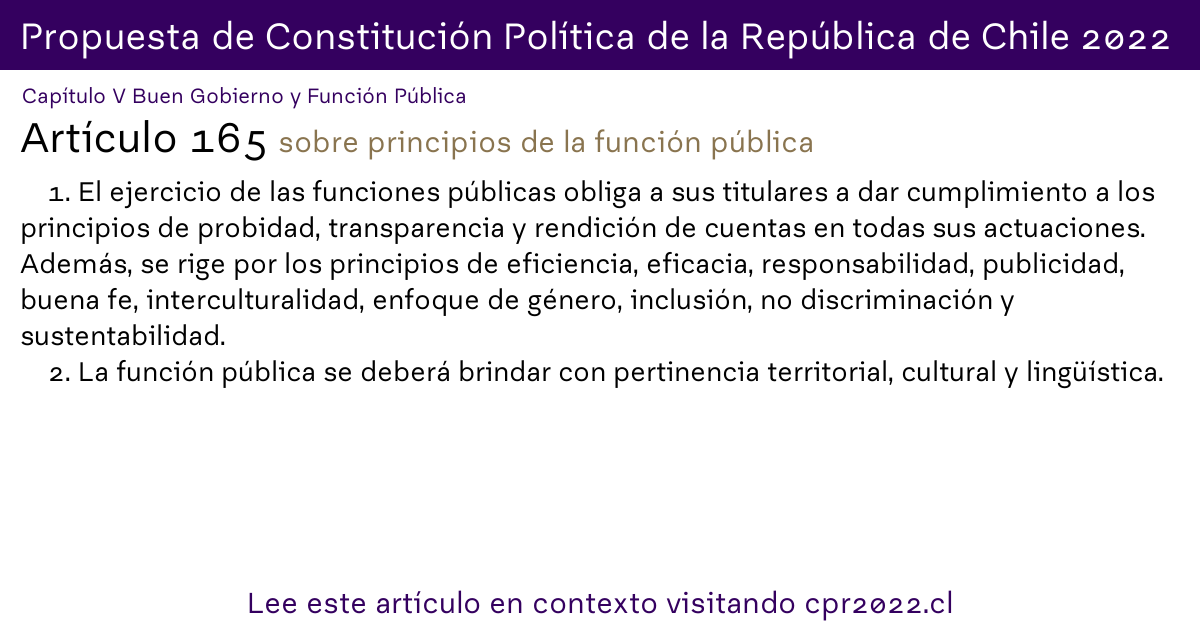 Propuesta de Constitución Política de la República de Chile 2022
Capítulo V Buen Gobierno y Función Pública
Artículo 165 sobre principios de la función pública
1. El ejercicio de las funciones públicas obliga a sus titulares a dar cumplimiento a los
principios de probidad, transparencia y rendición de cuentas en todas sus actuaciones.
Además, se rige por los principios de eficiencia, eficacia, responsabilidad, publicidad,
buena fe, interculturalidad, enfoque de género, inclusión, no discriminación y
sustentabilidad.
2. La función pública se deberá brindar con pertinencia territorial, cultural y lingüística.
Lee este artículo en contexto visitando cpr2022.cl